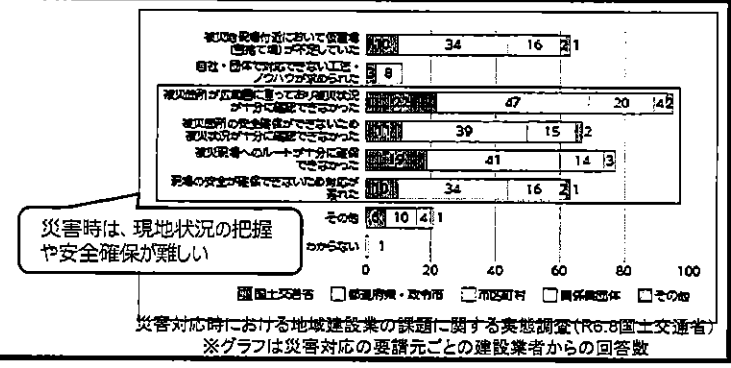 被災地現場付近において仮置場
(土捨て場)が不足していた
10 34 16 2 1
自社・団体で対応できない工法・
ノウハウが求められた
3 8
被災箇所が広範囲に亘っており被災状況
が十分に確認できなかった
22 47 20 4 2
被災箇所の安全確保ができないため
被災状況が十分に確認できなかった
11 39 15 2
被災現場へのルートが十分に確保
できなかった
19 41 14 3
現場の安全が確保できないため対応が
遅れた
10 34 16 2 1
その他
6 10 4 1
わからない
1
0 20 40 60 80 100
国土交通省 都道府県・政令市 市区町村 関係団体 その他
災害時は、現地状況の把握
や安全確保が難しい
災害対応時における地域建設業の課題に関する実態調査(R6.8国土交通省)
※グラフは災害対応の要請元ごとの建設業者からの回答数